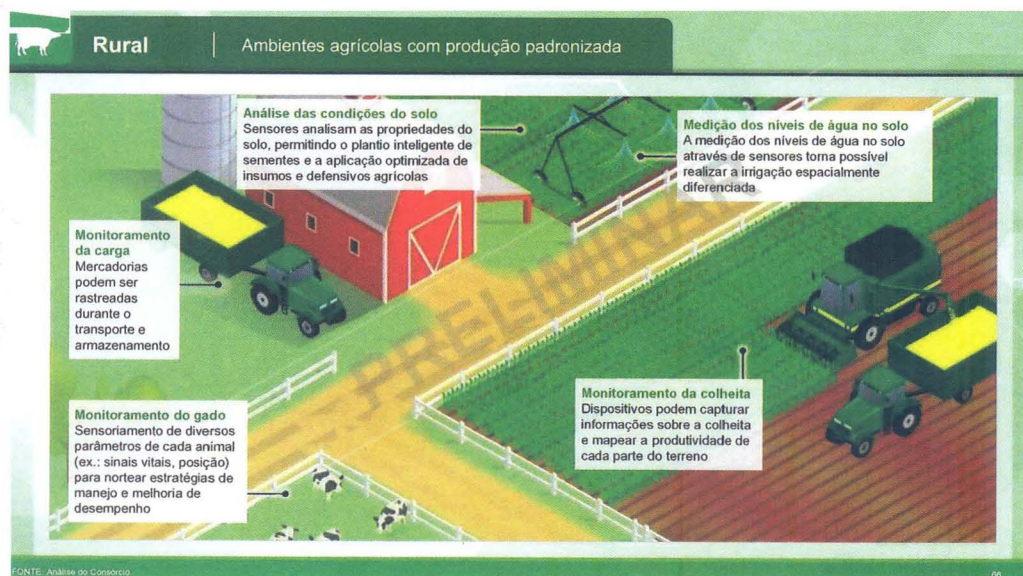 Rural
Ambientes agrícolas com produção padronizada
Análise das condições do solo
Sensores analisam as propriedades do
solo, permitindo o plantio inteligente de
sementes e a aplicação optimizada de
insumos e defensivos agrícolas
Medição dos níveis de água no solo
A medição dos níveis de água no solo
através de sensores torna possível
realizar a irrigação espacialmente
diferenciada
Monitoramento
da carga
Mercadorias
podem ser
rastreadas
durante o
transporte e
armazenamento
PRELIMINAR
Monitoramento da colheita
Dispositivos podem capturar
informações sobre a colheita
e mapear a produtividade de
cada parte do terreno
Monitoramento do gado
Sensoriamento de diversos
parâmetros de cada animal
(ex.: sinais vitais, posição)
para nortear estratégias de
manejo e melhoria de
desempenho
FONTE: Análise do Consórcio